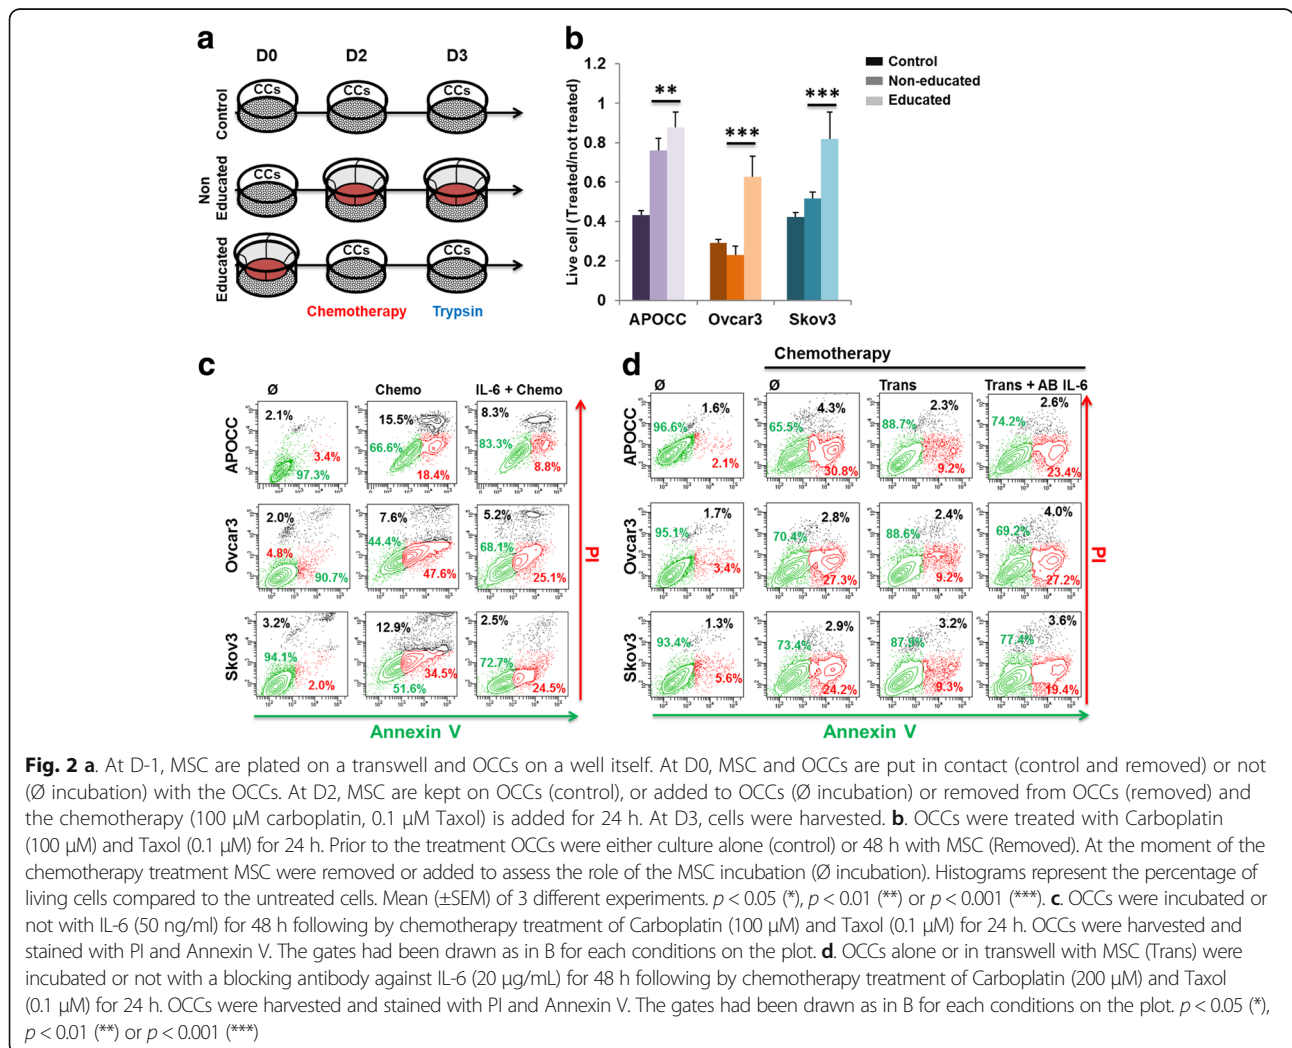 a
D0 D2 D3
Control
CCs CCs CCs
Non
Educated
CCs
Educated
CCs CCs
Chemotherapy Trypsin
b
Live cell (Treated/not treated)
1.2
1
0.8
0.6
0.4
0.2
0
** *** ***
APOCC Ovcar3 Skov3
Control
Non-educated
Educated
c
Ø Chemo IL-6 + Chemo
APOCC
2.1% 3.4% 97.3%
15.5% 66.6% 18.4%
8.3% 83.3% 8.8%
Ovcar3
2.0% 4.8% 90.7%
7.6% 44.4% 47.6%
5.2% 68.1% 25.1%
Skov3
3.2% 94.1% 2.0%
12.9% 34.5% 51.6%
2.5% 72.7% 24.5%
PI
Annexin V
d
Chemotherapy
Ø Ø Trans Trans + AB IL-6
APOCC
1.6% 96.6% 2.1%
4.3% 65.5% 30.8%
2.3% 88.7% 9.2%
2.6% 74.2% 23.4%
Ovcar3
1.7% 95.1% 3.4%
2.8% 70.4% 27.3%
2.4% 88.6% 9.2%
4.0% 69.2% 27.2%
Skov3
1.3% 93.4% 5.6%
2.9% 73.4% 24.2%
3.2% 87.9% 9.3%
3.6% 77.4% 19.4%
PI
Annexin V
Fig. 2 a. At D-1, MSC are plated on a transwell and OCCs on a well itself. At D0, MSC and OCCs are put in contact (control and removed) or not
(Ø incubation) with the OCCs. At D2, MSC are kept on OCCs (control), or added to OCCs (Ø incubation) or removed from OCCs (removed) and
the chemotherapy (100 μM carboplatin, 0.1 μM Taxol) is added for 24 h. At D3, cells were harvested. b. OCCs were treated with Carboplatin
(100 μM) and Taxol (0.1 μM) for 24 h. Prior to the treatment OCCs were either culture alone (control) or 48 h with MSC (Removed). At the moment of the
chemotherapy treatment MSC were removed or added to assess the role of the MSC incubation (Ø incubation). Histograms represent the percentage of
living cells compared to the untreated cells. Mean (±SEM) of 3 different experiments. p < 0.05 (*), p < 0.01 (**) or p < 0.001 (***). c. OCCs were incubated or
not with IL-6 (50 ng/ml) for 48 h following by chemotherapy treatment of Carboplatin (100 μM) and Taxol (0.1 μM) for 24 h. OCCs were harvested and
stained with PI and Annexin V. The gates had been drawn as in B for each conditions on the plot. d. OCCs alone or in transwell with MSC (Trans) were
incubated or not with a blocking antibody against IL-6 (20 μg/mL) for 48 h following by chemotherapy treatment of Carboplatin (200 μM) and Taxol
(0.1 μM) for 24 h. OCCs were harvested and stained with PI and Annexin V. The gates had been drawn as in B for each conditions on the plot. p < 0.05 (*),
p < 0.01 (**) or p < 0.001 (***)